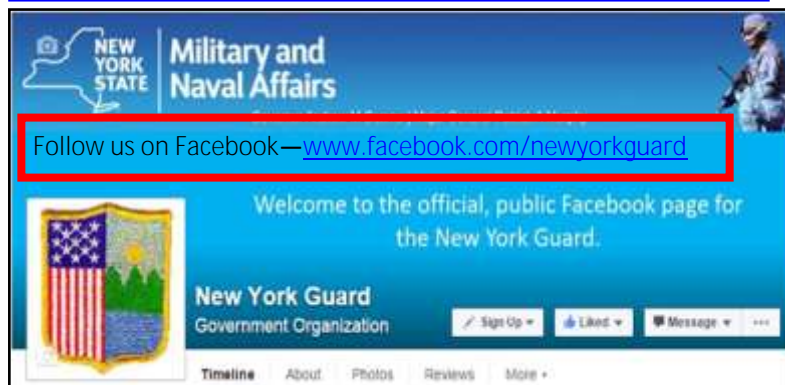 NEW
YORK
STATE
Military and
Naval Affairs
Follow us on Facebook—www.facebook.com/newyorkguard
Welcome to the official, public Facebook page for
the New York Guard.
New York Guard
Government Organization
Sign Up
Liked
Message
Timeline About Photos Reviews More